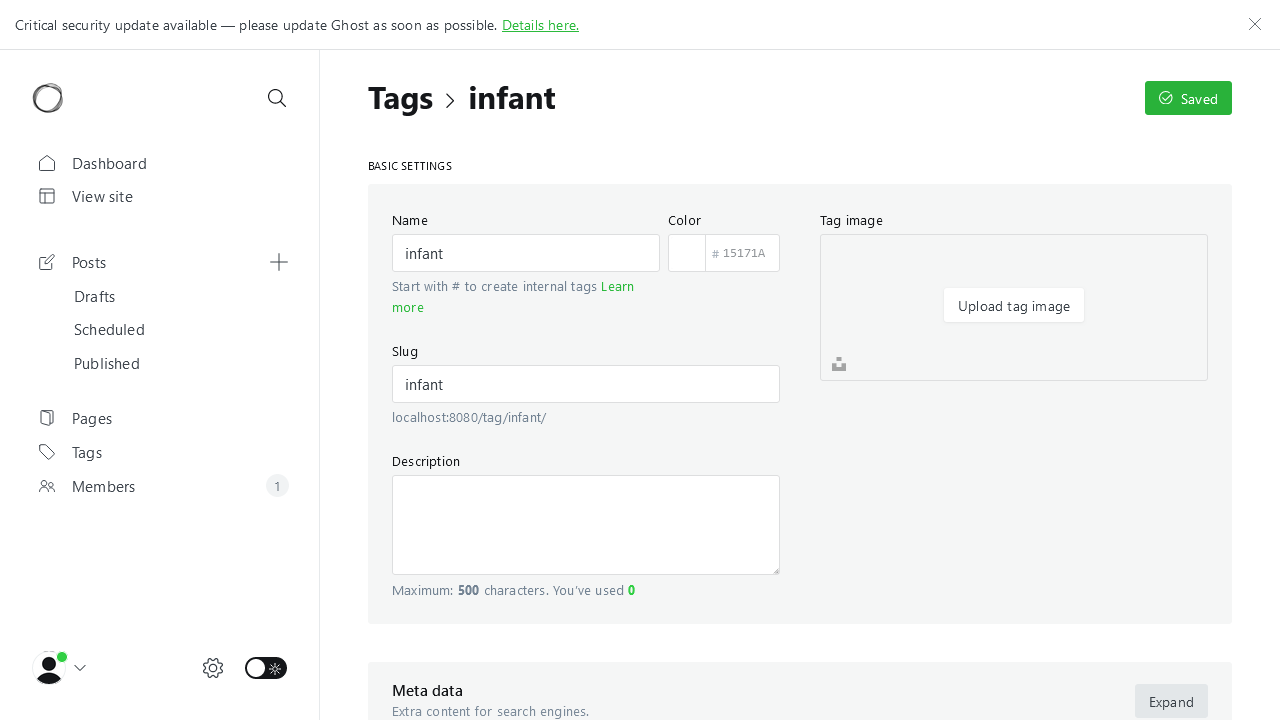 Critical security update available — please update Ghost as soon as possible. Details here.
Dashboard
View site
Posts
Drafts
Scheduled
Published
Pages
Tags
Members
1
Tags
infant
Saved
BASIC SETTINGS
Name
infant
Start with # to create internal tags Learn
more
Color
# 15171A
Slug
infant
localhost:8080/tag/infant/
Description
Maximum: 500 characters. You've used 0
Tag image
Upload tag image
Meta data
Extra content for search engines.
Expand